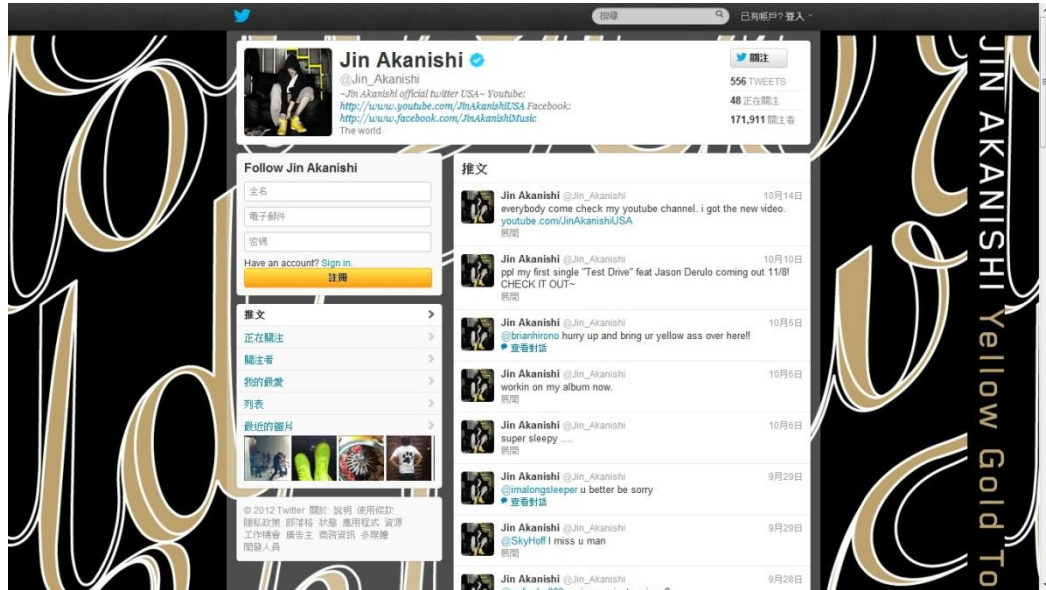 搜尋
已有帳戶? 登入
Jin Akanishi
@Jin_Akanishi
~Jin Akanishi official twitter USA~ Youtube:
http://www.youtube.com/JinAkanishiUSA Facebook:
http://www.facebook.com/JinAkanishiMusic
The world
關注
556 TWEETS
48 正在關注
171,911 關注者
Follow Jin Akanishi
全名
電子郵件
密碼
Have an account? Sign in.
註冊
推文
正在關注
關注者
我的最愛
列表
最近的圖片
© 2012 Twitter 關於 說明 使用條款
隱私政策 部落格 狀態 應用程式 資源
工作機會 廣告主 商務資訊 多媒體
開發人員
推文
Jin Akanishi @Jin_Akanishi 10月14日
everybody come check my youtube channel. i got the new video.
youtube.com/JinAkanishiUSA
展開
Jin Akanishi @Jin_Akanishi 10月10日
ppl my first single "Test Drive" feat Jason Derulo coming out 11/8!
CHECK IT OUT~
展開
Jin Akanishi @Jin_Akanishi 10月6日
@brianhirono hurry up and bring ur yellow ass over here!!
查看對話
Jin Akanishi @Jin_Akanishi 10月6日
workin on my album now.
展開
Jin Akanishi @Jin_Akanishi 10月6日
super sleepy ....
展開
Jin Akanishi @Jin_Akanishi 9月29日
@imalongsleeper u better be sorry
查看對話
Jin Akanishi @Jin_Akanishi 9月29日
@SkyHoff I miss u man
展開
Jin Akanishi @Jin_Akanishi 9月28日
JIN AKANISHI Yellow Gold To